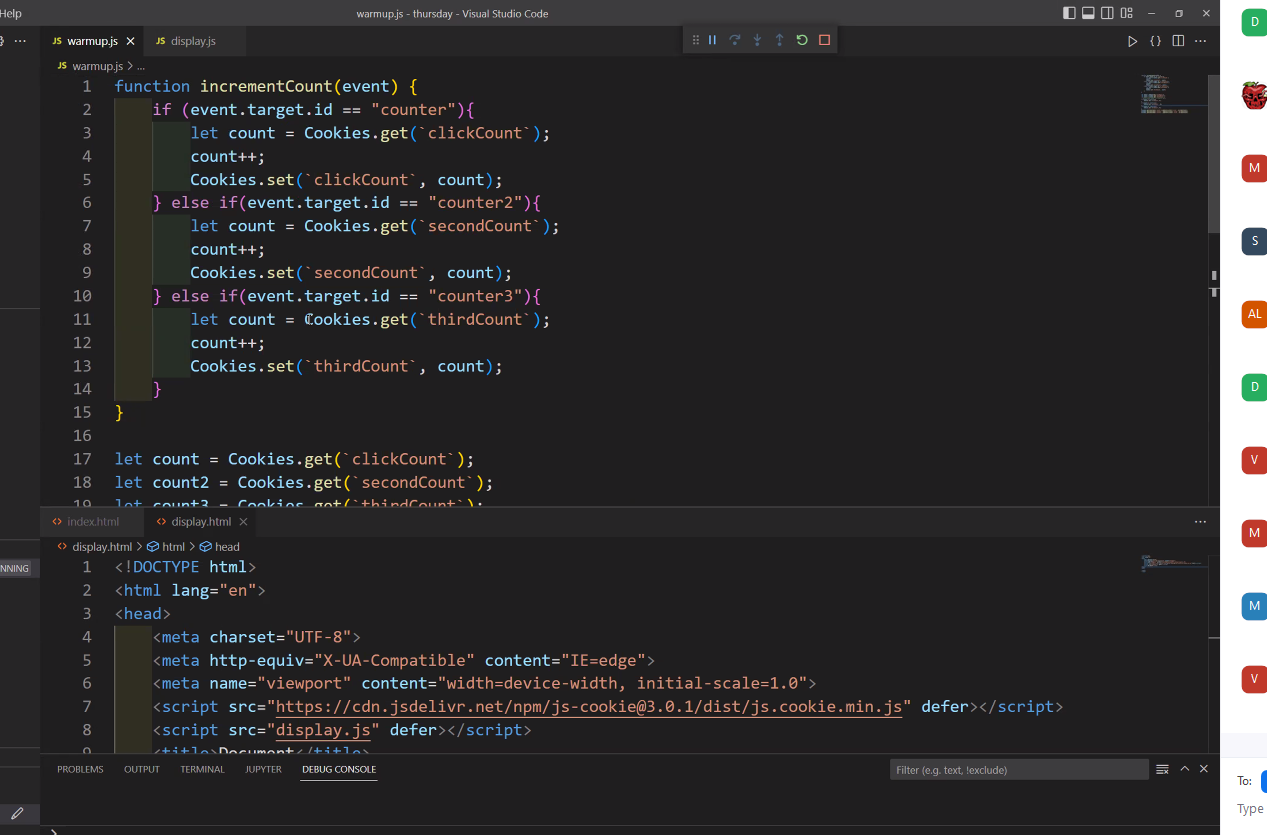 Help
warmup.js - thursday - Visual Studio Code
JS warmup.js
JS display.js
JS warmup.js > ...
1 function incrementCount(event) {
2 if (event.target.id == "counter"){
3 let count = Cookies.get(`clickCount`);
4 count++;
5 Cookies.set(`clickCount`, count);
6 } else if(event.target.id == "counter2"){
7 let count = Cookies.get(`secondCount`);
8 count++;
9 Cookies.set(`secondCount`, count);
10 } else if(event.target.id == "counter3"){
11 let count = Cookies.get(`thirdCount`);
12 count++;
13 Cookies.set(`thirdCount`, count);
14 }
15 }
16
17 let count = Cookies.get(`clickCount`);
18 let count2 = Cookies.get(`secondCount`);
19 let count3 = Cookies.get(`thirdCount`);
index.html
display.html
display.html > html > head
1 <!DOCTYPE html>
2 <html lang="en">
3 <head>
4 <meta charset="UTF-8">
5 <meta http-equiv="X-UA-Compatible" content="IE=edge">
6 <meta name="viewport" content="width=device-width, initial-scale=1.0">
7 <script src="https://cdn.jsdelivr.net/npm/js-cookie@3.0.1/dist/js.cookie.min.js" defer></script>
8 <script src="display.js" defer></script>
9 <title>Document</title>
NNING
PROBLEMS
OUTPUT
TERMINAL
JUPYTER
DEBUG CONSOLE
Filter (e.g. text, !exclude)
D
M
S
AL
D
V
M
M
V
To:
Type